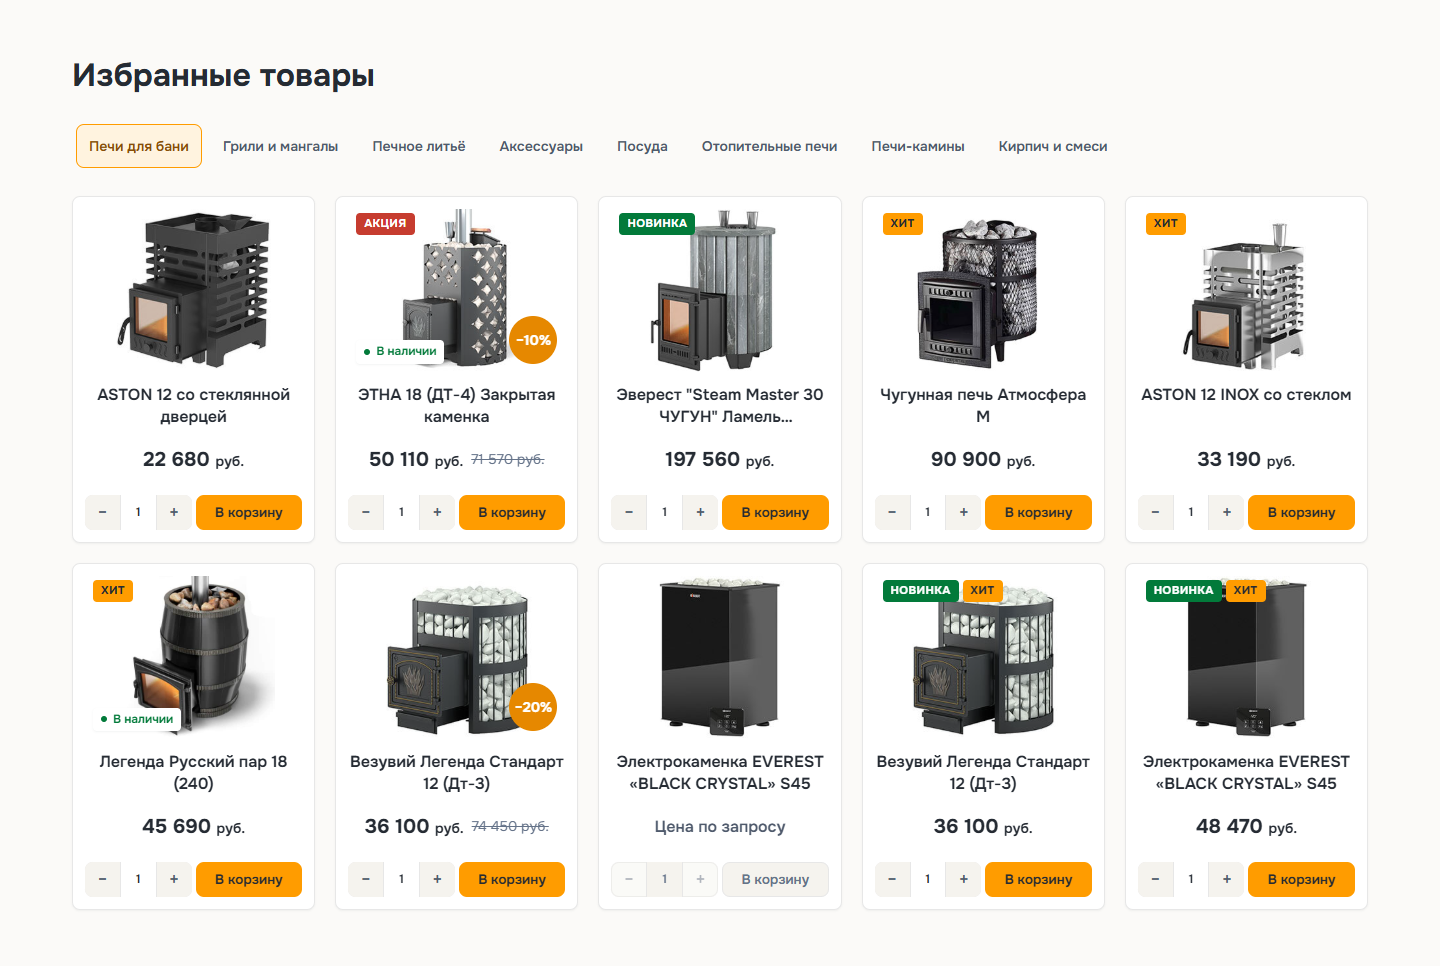 Избранные товары
Печи для бани Грили и мангалы Печное литьё Аксессуары Посуда Отопительные печи Печи-камины Кирпич и смеси
ASTON 12 со стеклянной
дверцей
22 680 руб.
− 1 + В корзину
АКЦИЯ
В наличии
−10%
ЭТНА 18 (ДТ-4) Закрытая
каменка
50 110 руб. 71 570 руб.
− 1 + В корзину
НОВИНКА
Эверест "Steam Master 30
ЧУГУН" Ламель...
197 560 руб.
− 1 + В корзину
ХИТ
Чугунная печь Атмосфера
М
90 900 руб.
− 1 + В корзину
ХИТ
ASTON 12 INOX со стеклом
33 190 руб.
− 1 + В корзину
ХИТ
В наличии
Легенда Русский пар 18
(240)
45 690 руб.
− 1 + В корзину
−20%
Везувий Легенда Стандарт
12 (Дт-3)
36 100 руб. 74 450 руб.
− 1 + В корзину
Электрокаменка EVEREST
«BLACK CRYSTAL» S45
Цена по запросу
− 1 + В корзину
НОВИНКА ХИТ
Везувий Легенда Стандарт
12 (Дт-3)
36 100 руб.
− 1 + В корзину
НОВИНКА ХИТ
Электрокаменка EVEREST
«BLACK CRYSTAL» S45
48 470 руб.
− 1 + В корзину